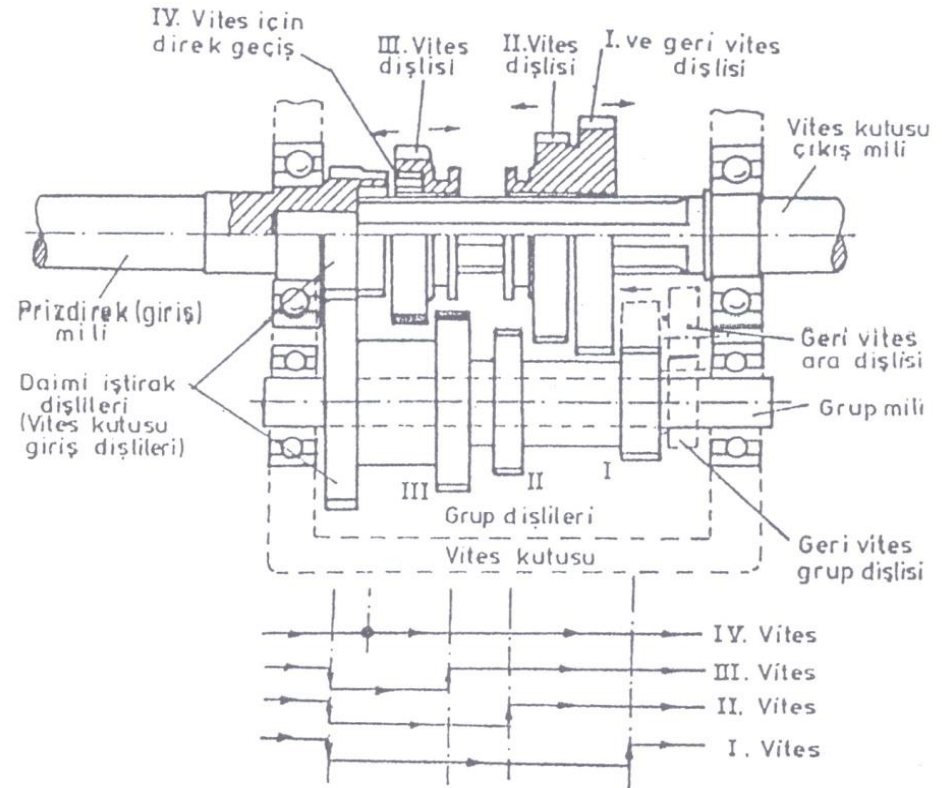 IV. Vites için
direk geçiş
III. Vites
dişlisi
II. Vites
dişlisi
I. ve geri vites
dişlisi
Vites kutusu
çıkış mili
Prizdirek (giriş)
mili
Daimi iştirak
dişlileri
(Vites kutusu
giriş dişlileri)
Geri vites
ara dişlisi
Grup mili
III
II
I
Grup dişlileri
Vites kutusu
Geri vites
grup dişlisi
IV. Vites
III. Vites
II. Vites
I. Vites